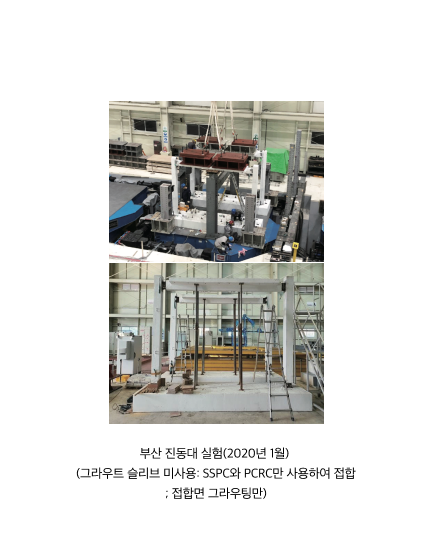 부산 진동대 실험(2020년 1월)
(그라우트 슬리브 미사용: SSPC와 PCRC만 사용하여 접합
; 접합면 그라우팅만)